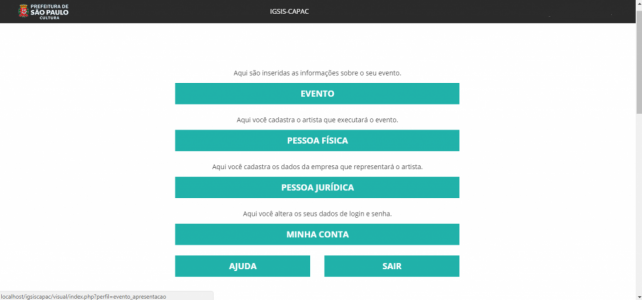 PREFEITURA DE
SÃO PAULO
CULTURA
IGSIS-CAPAC
Aqui são inseridas as informações sobre o seu evento.
EVENTO
Aqui você cadastra o artista que executará o evento.
PESSOA FÍSICA
Aqui você cadastra os dados da empresa que representará o artista.
PESSOA JURÍDICA
Aqui você altera os seus dados de login e senha.
MINHA CONTA
AJUDA
SAIR
localhost/igsiscapac/visual/index.php?perfil=evento_apresentacao